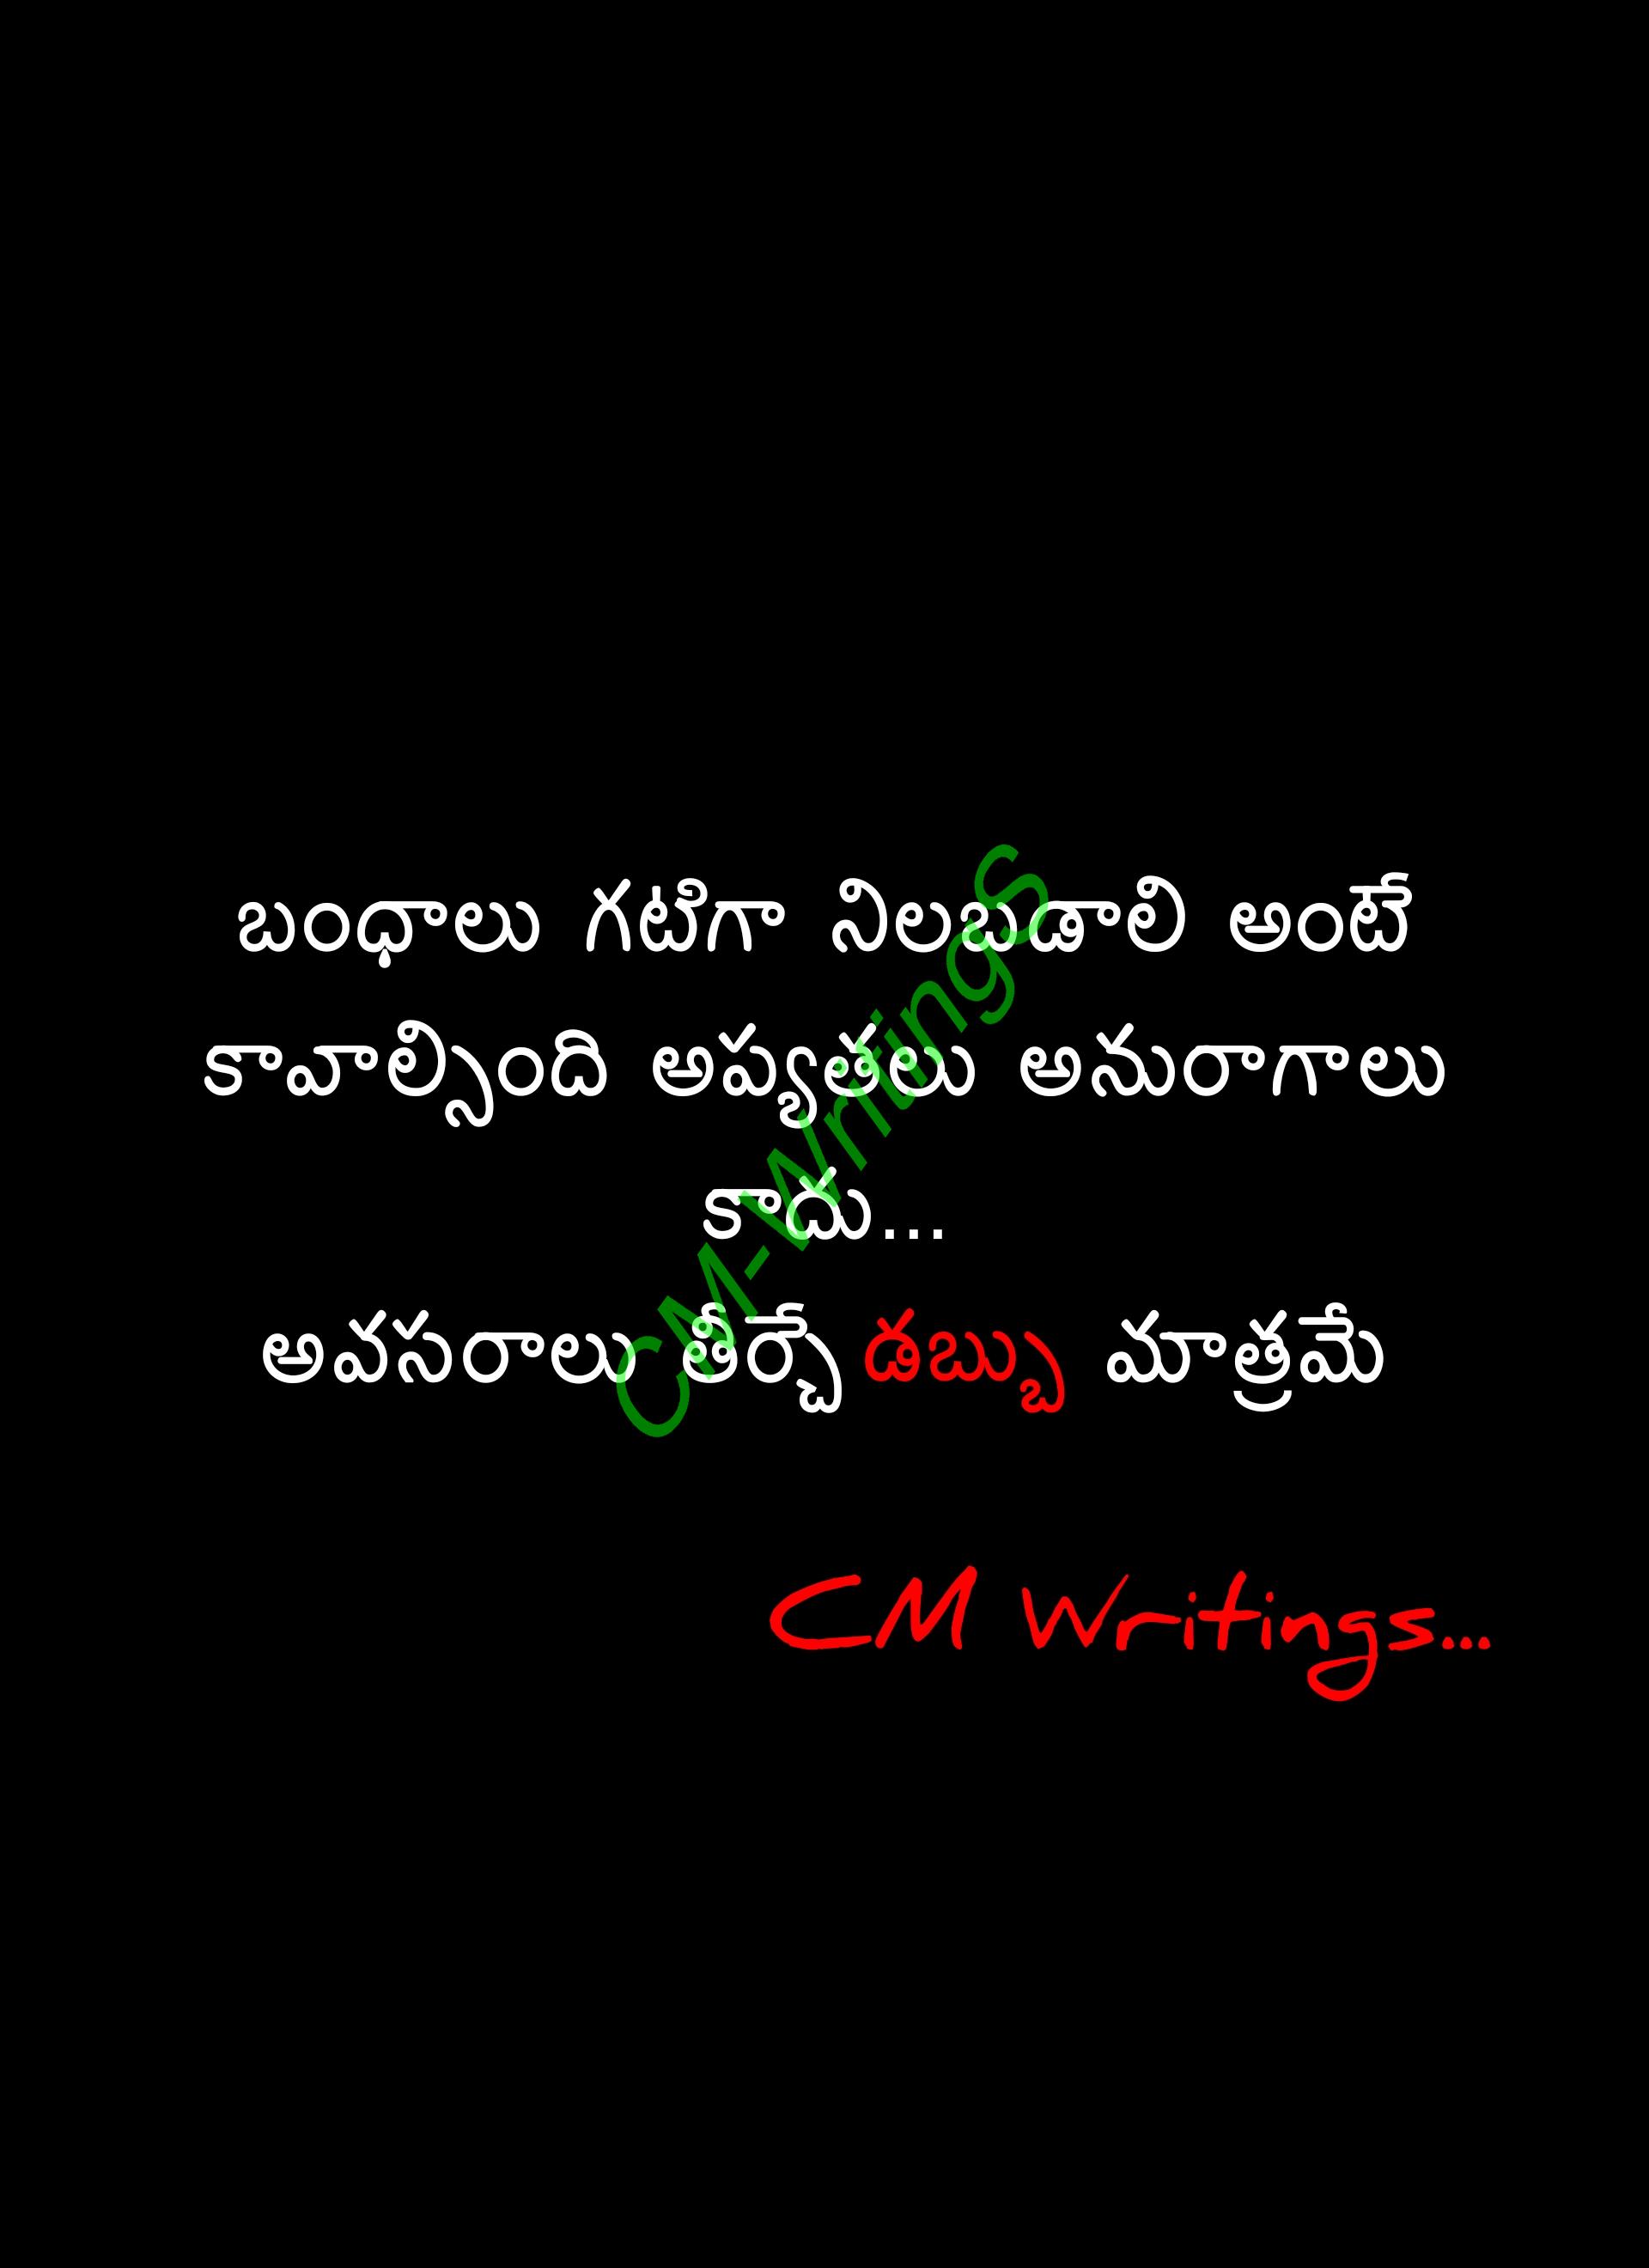 బంధాలు గటిగా నిలబడాలి అంటే
కావాల్సింది అప్యతలు అనురాగాలు
కాదు...
అవసరాలు తీర్చే డబ్బు మాత్రమే
CM-Writings
CM Writings...